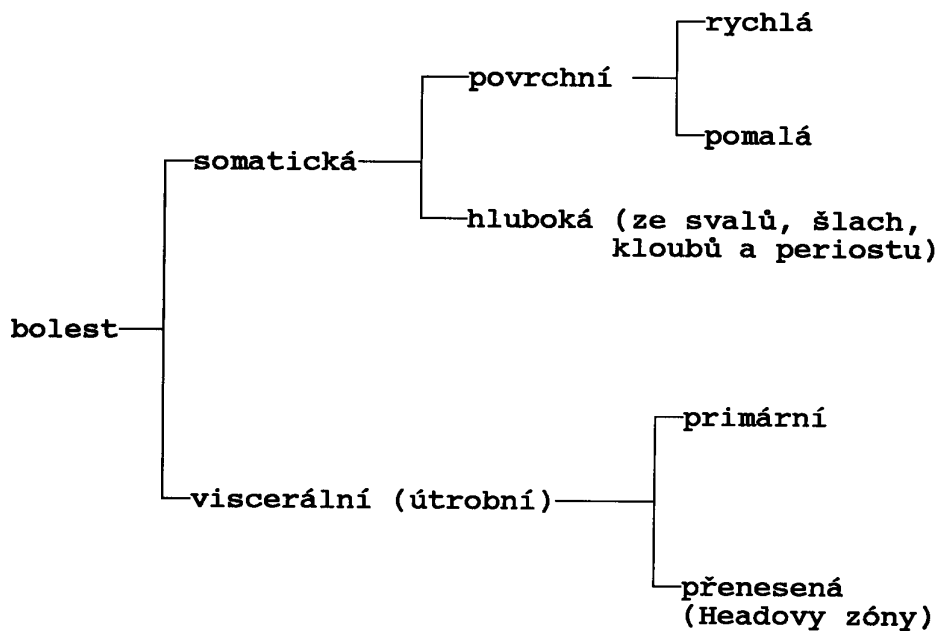 rychlá
povrchní
pomalá
somatická
hluboká (ze svalů, šlach,
kloubů a periostu)
bolest
primární
viscerální (útrobní)
přenesená
(Headovy zóny)